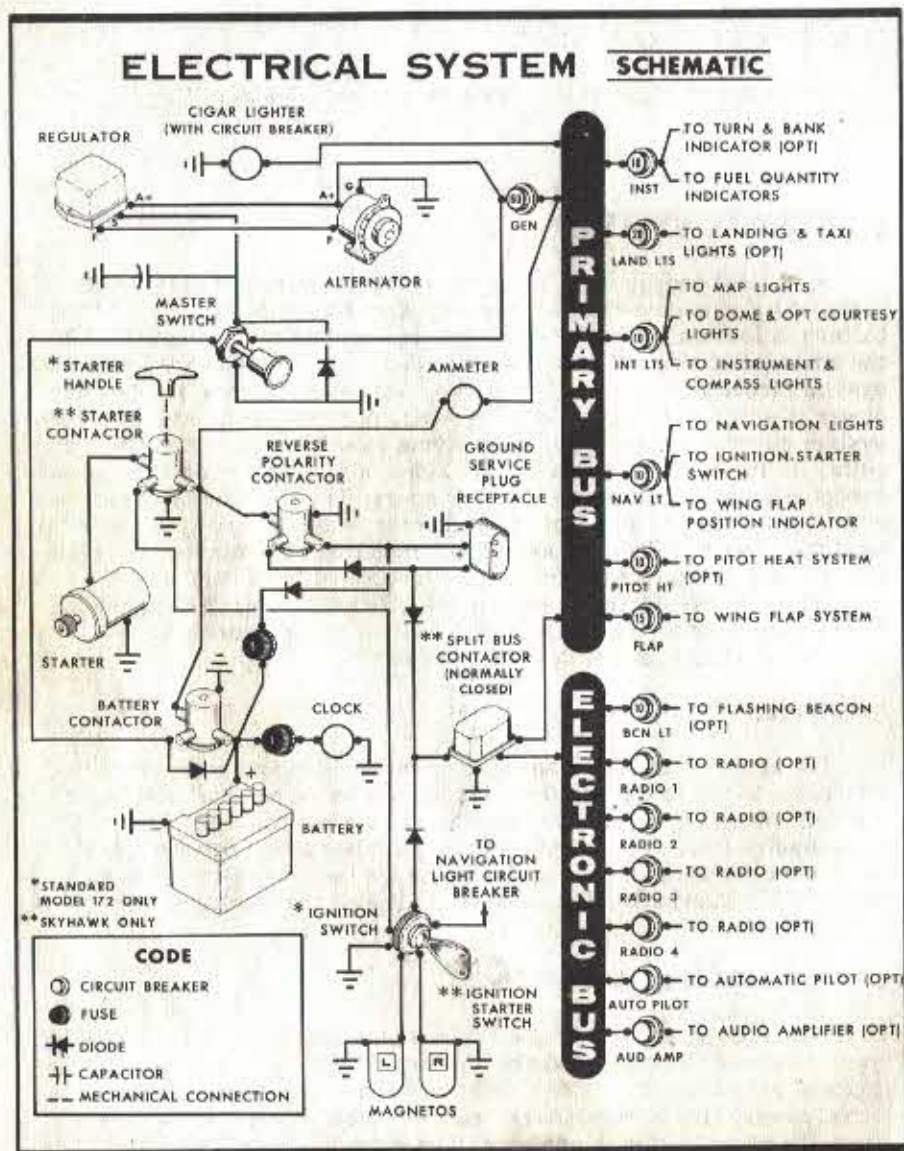 ELECTRICAL SYSTEM SCHEMATIC
CIGAR LIGHTER
(WITH CIRCUIT BREAKER)
REGULATOR
A+
S
F
A+
G
F
ALTERNATOR
MASTER
SWITCH
* STARTER
HANDLE
** STARTER
CONTACTOR
AMMETER
REVERSE
POLARITY
CONTACTOR
GROUND
SERVICE
PLUG
RECEPTACLE
+
STARTER
** SPLIT BUS
CONTACTOR
(NORMALLY
CLOSED)
BATTERY
CONTACTOR
CLOCK
+
−
BATTERY
TO
NAVIGATION
LIGHT CIRCUIT
BREAKER
* IGNITION
SWITCH
** IGNITION
STARTER
SWITCH
L
R
MAGNETOS
*STANDARD
MODEL 172 ONLY
**SKYHAWK ONLY
CODE
CIRCUIT BREAKER
FUSE
DIODE
CAPACITOR
MECHANICAL CONNECTION
GEN
PRIMARY BUS
10
INST
TO TURN & BANK
INDICATOR (OPT)
TO FUEL QUANTITY
INDICATORS
20
LAND LTS
TO LANDING & TAXI
LIGHTS (OPT)
10
INT LTS
TO MAP LIGHTS
TO DOME & OPT COURTESY
LIGHTS
TO INSTRUMENT &
COMPASS LIGHTS
10
NAV LT
TO NAVIGATION LIGHTS
TO IGNITION-STARTER
SWITCH
TO WING FLAP
POSITION INDICATOR
10
PITOT HT
TO PITOT HEAT SYSTEM
(OPT)
15
FLAP
TO WING FLAP SYSTEM
ELECTRONIC BUS
10
BCN LT
TO FLASHING BEACON
(OPT)
RADIO 1
TO RADIO (OPT)
RADIO 2
TO RADIO (OPT)
RADIO 3
TO RADIO (OPT)
RADIO 4
TO RADIO (OPT)
AUTO PILOT
TO AUTOMATIC PILOT (OPT)
AUD AMP
TO AUDIO AMPLIFIER (OPT)